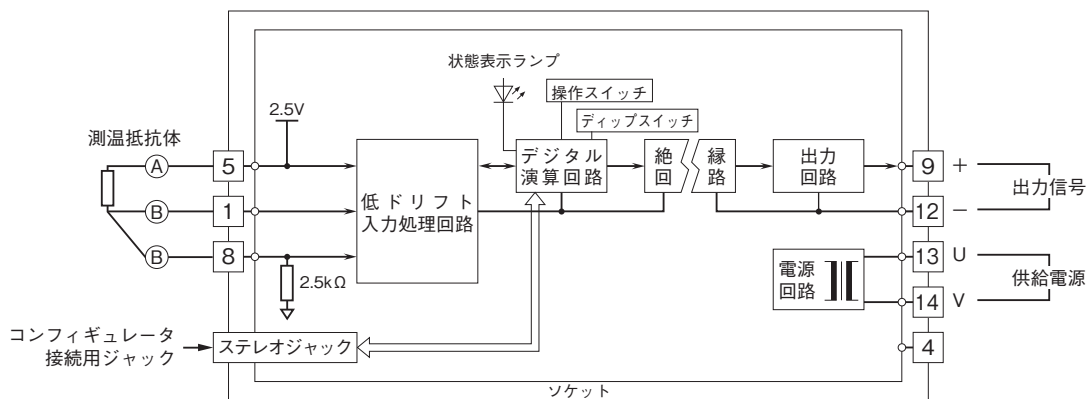 状態表示ランプ
操作スイッチ
ディップスイッチ
2.5V
測温抵抗体
A
5
デジタル
演算回路
絶
回
縁
路
出力
回路
9 +
出力信号
B
1
低ドリフト
入力処理回路
12 −
B
8
2.5kΩ
電源
回路
13 U
供給電源
14 V
コンフィギュレータ
接続用ジャック
ステレオジャック
4
ソケット